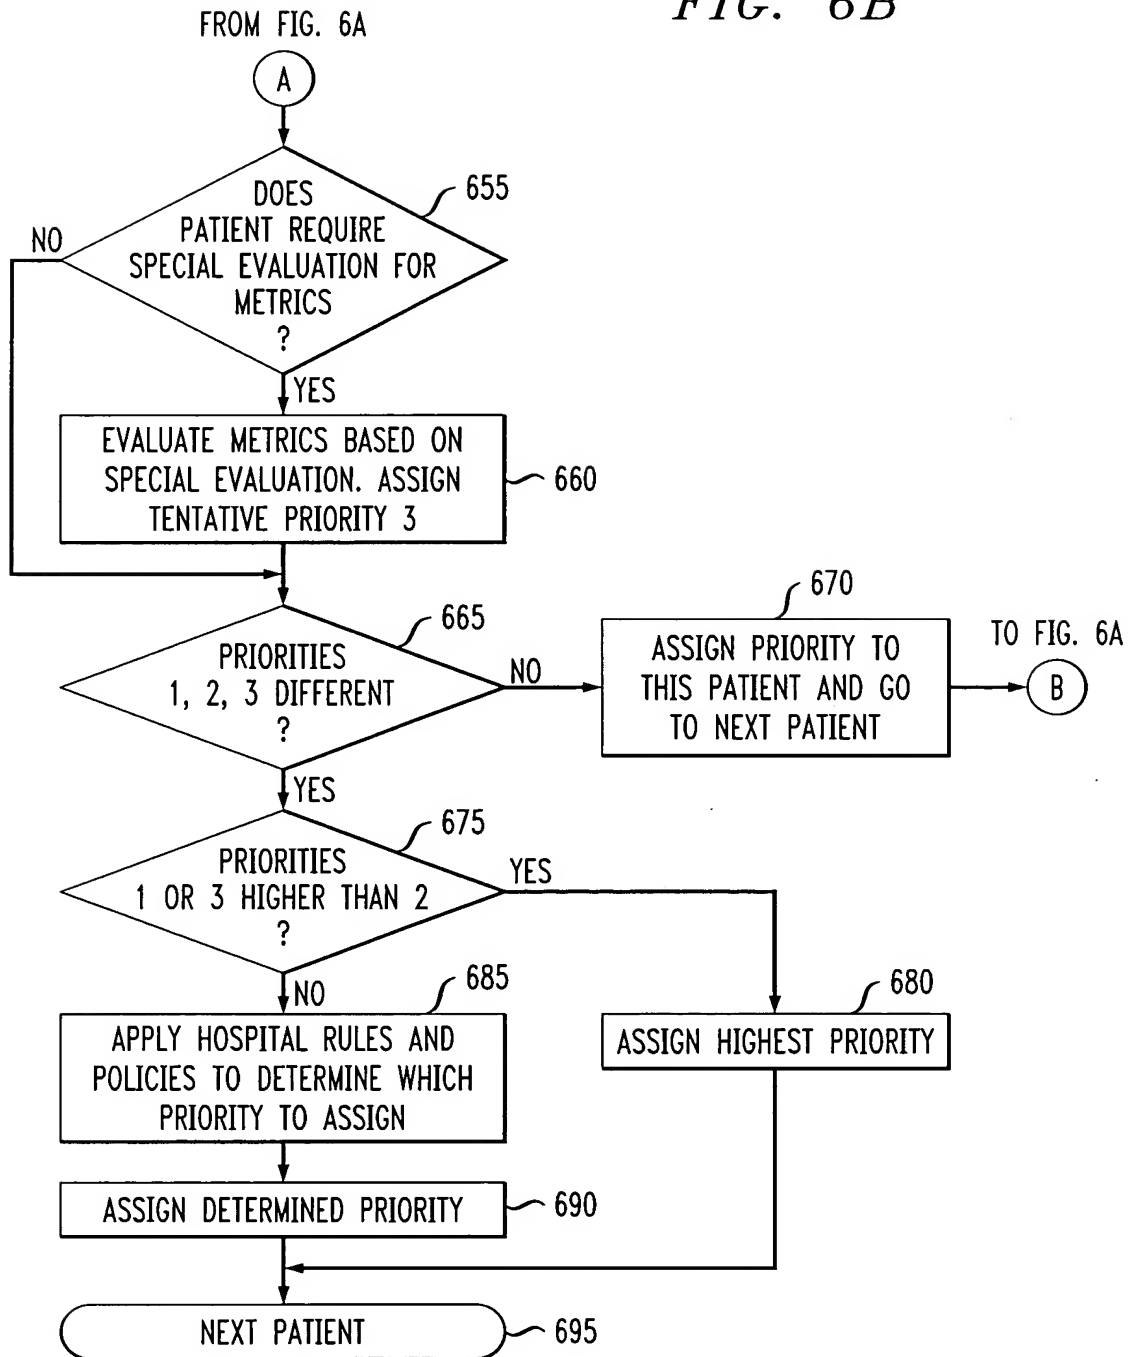 FIG. 6B
FROM FIG. 6A
A
DOES
PATIENT REQUIRE
SPECIAL EVALUATION FOR
METRICS
?
655
NO
YES
EVALUATE METRICS BASED ON
SPECIAL EVALUATION. ASSIGN
TENTATIVE PRIORITY 3
660
PRIORITIES
1, 2, 3 DIFFERENT
?
665
NO
670
ASSIGN PRIORITY TO
THIS PATIENT AND GO
TO NEXT PATIENT
TO FIG. 6A
B
YES
PRIORITIES
1 OR 3 HIGHER THAN 2
?
675
YES
NO
685
APPLY HOSPITAL RULES AND
POLICIES TO DETERMINE WHICH
PRIORITY TO ASSIGN
680
ASSIGN HIGHEST PRIORITY
ASSIGN DETERMINED PRIORITY
690
NEXT PATIENT
695